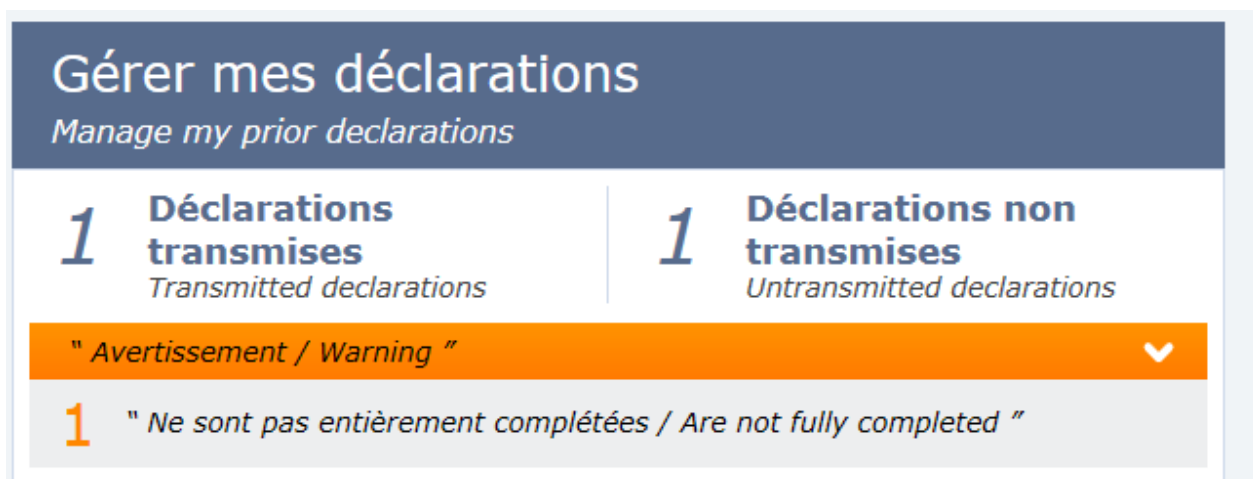 Gérer mes déclarations
Manage my prior declarations
1 Déclarations
transmises
Transmitted declarations
1 Déclarations non
transmises
Untransmitted declarations
“ Avertissement / Warning ”
1 “ Ne sont pas entièrement complétées / Are not fully completed ”